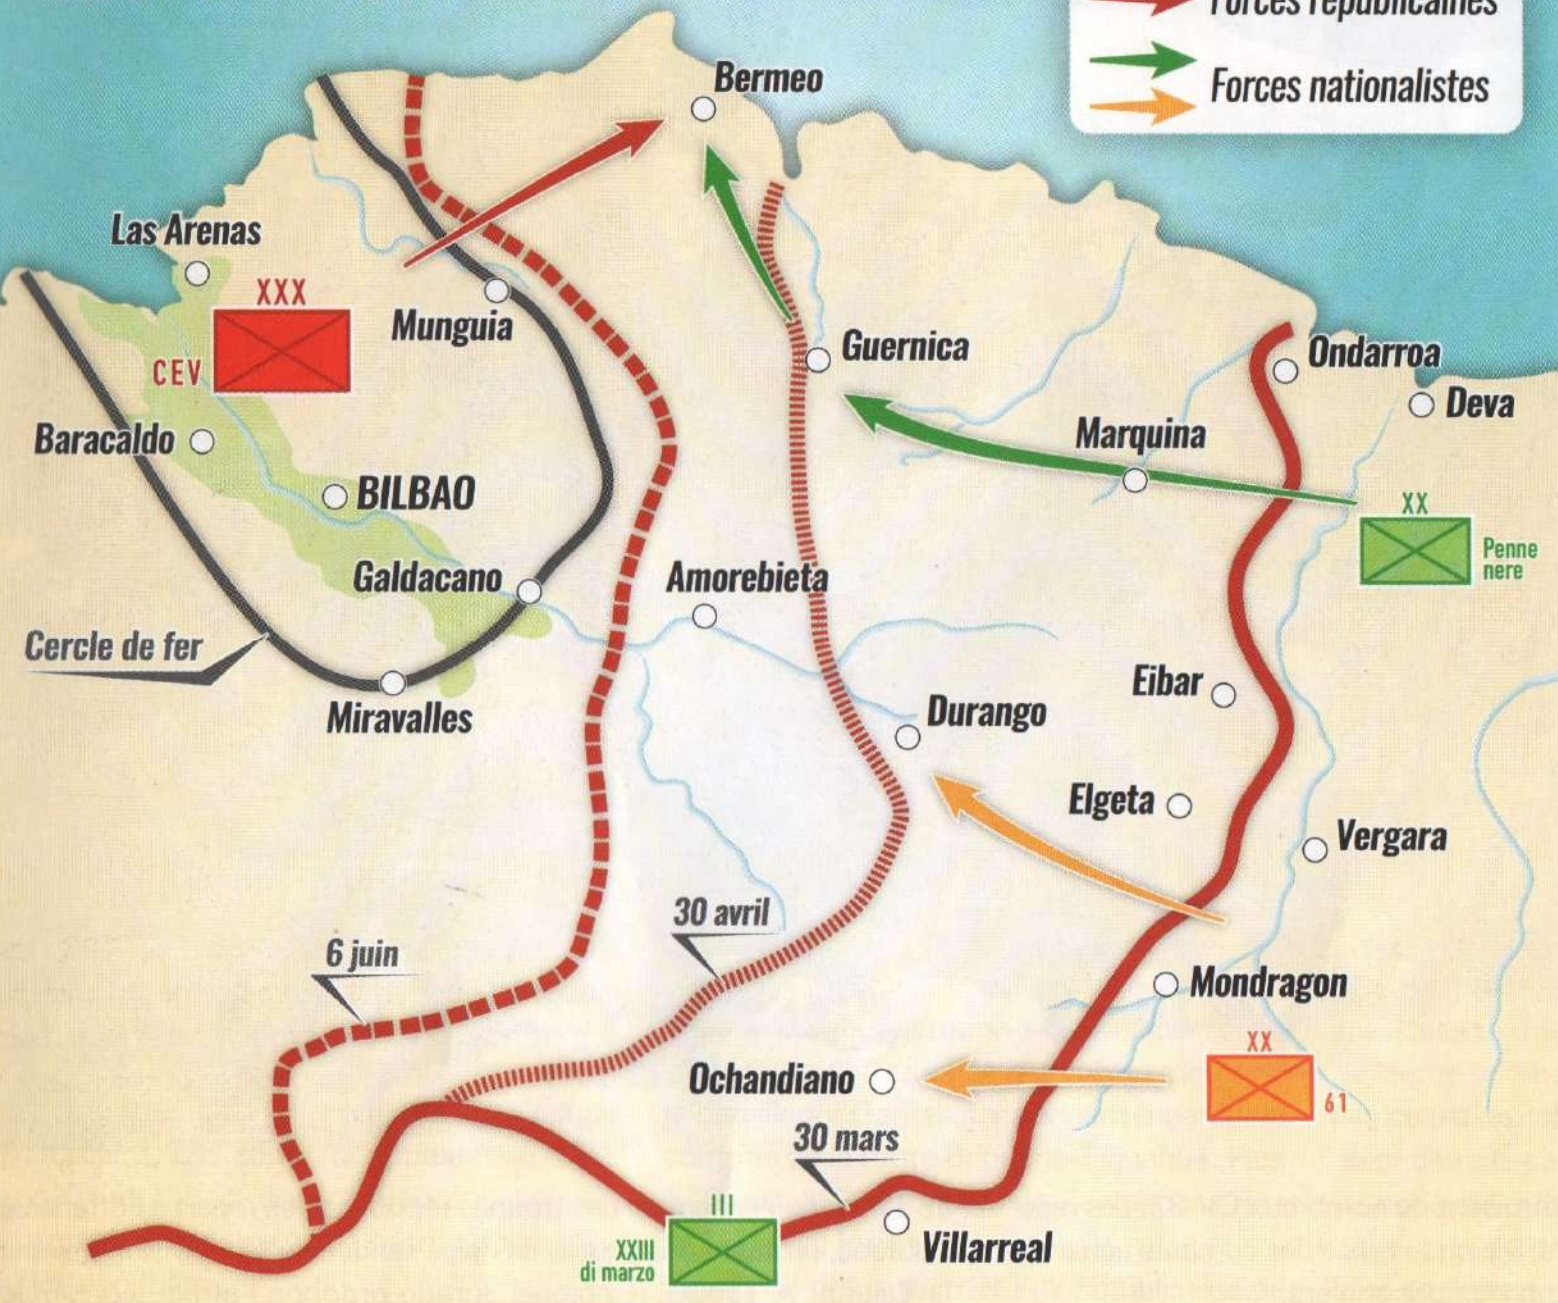 Forces républicaines
Forces nationalistes
Bermeo
Las Arenas
XXX
CEV
Munguia
Guernica
Ondarroa
Deva
Baracaldo
BILBAO
Marquina
XX
Penne
nere
Galdacano
Amorebieta
Cercle de fer
Miravalles
Eibar
Durango
Elgeta
Vergara
30 avril
6 juin
Mondragon
XX
61
Ochandiano
30 mars
III
XXIII
di marzo
Villarreal